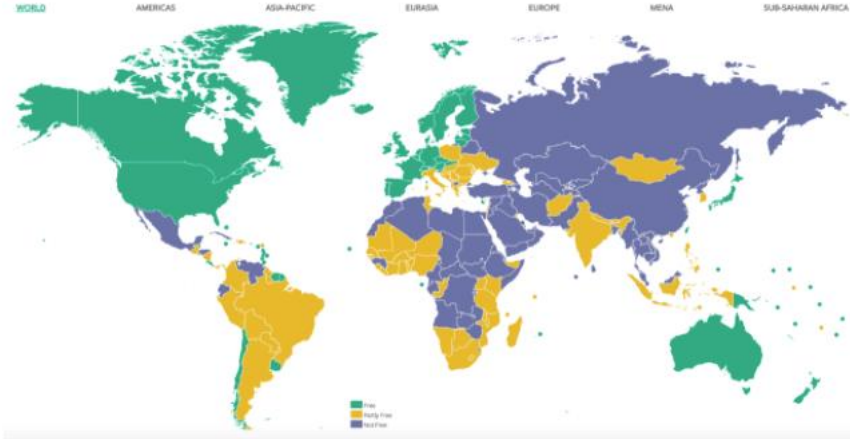 WORLD
AMERICAS
ASIA-PACIFIC
EURASIA
EUROPE
MENA
SUB-SAHARAN AFRICA
Free
Partly Free
Not Free